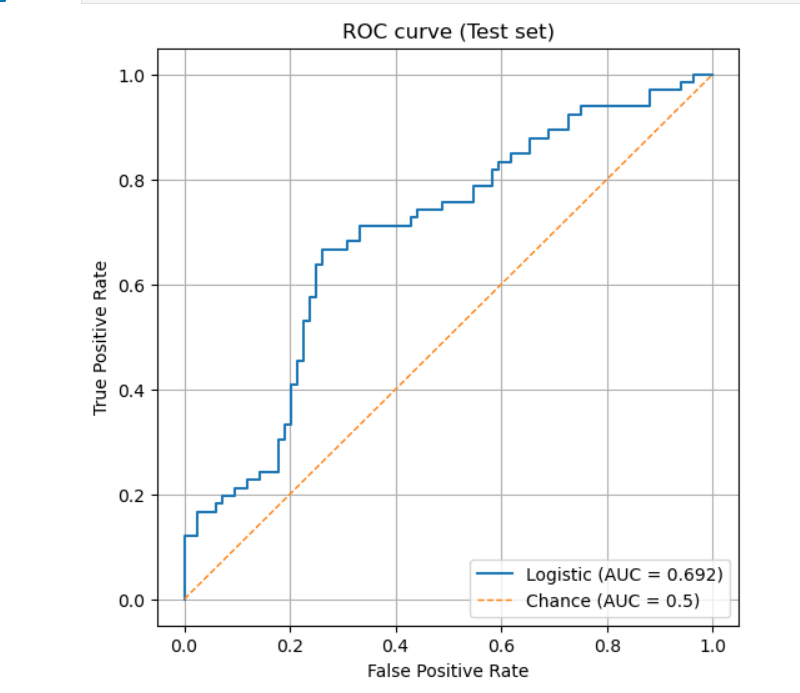 ROC curve (Test set)
True Positive Rate
1.0
0.8
0.6
0.4
0.2
0.0
Logistic (AUC = 0.692)
Chance (AUC = 0.5)
0.0 0.2 0.4 0.6 0.8 1.0
False Positive Rate